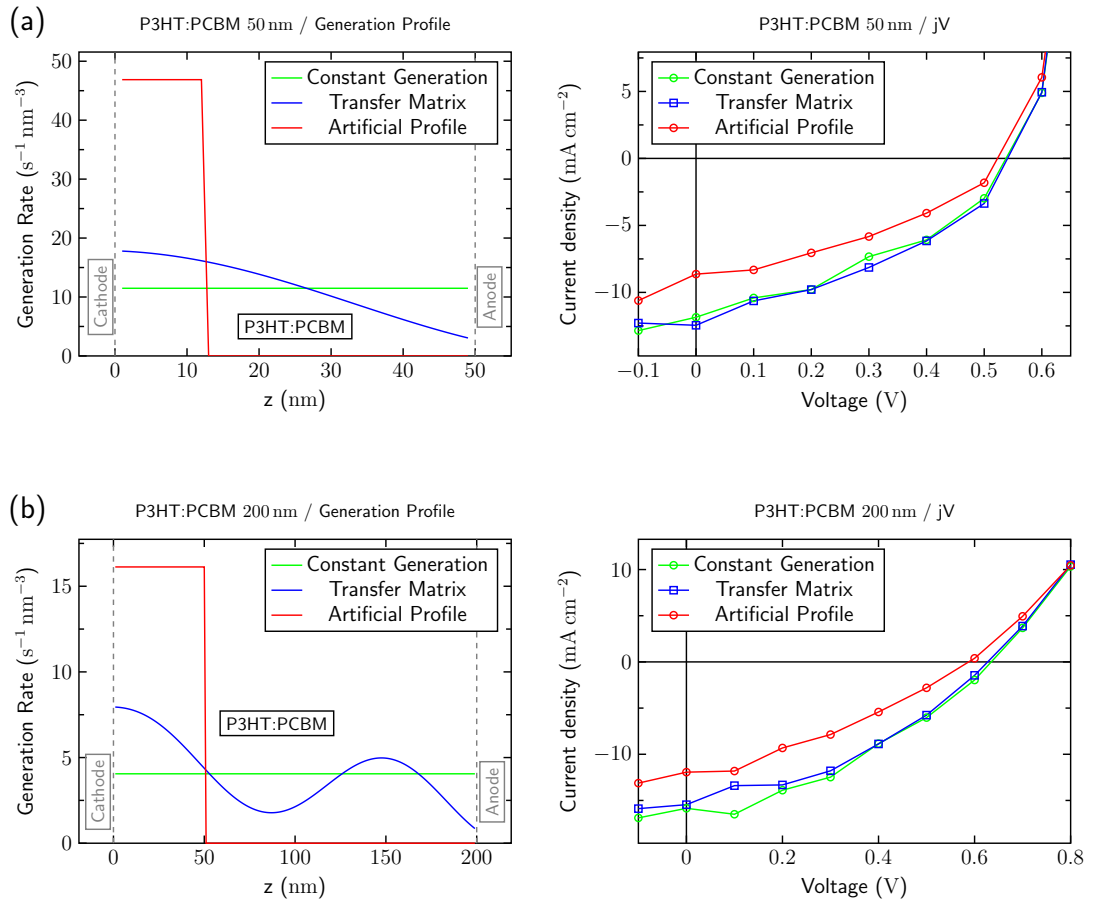 (a)
P3HT:PCBM 50 nm / Generation Profile
Generation Rate (s⁻¹ nm⁻³)
50
40
30
20
10
0
Constant Generation
Transfer Matrix
Artificial Profile
Cathode
P3HT:PCBM
Anode
0 10 20 30 40 50
z (nm)
P3HT:PCBM 50 nm / jV
Current density (mA cm⁻²)
5
0
−5
−10
Constant Generation
Transfer Matrix
Artificial Profile
−0.1 0 0.1 0.2 0.3 0.4 0.5 0.6
Voltage (V)
(b)
P3HT:PCBM 200 nm / Generation Profile
Generation Rate (s⁻¹ nm⁻³)
15
10
5
0
Constant Generation
Transfer Matrix
Artificial Profile
P3HT:PCBM
Cathode
Anode
0 50 100 150 200
z (nm)
P3HT:PCBM 200 nm / jV
Current density (mA cm⁻²)
10
0
−10
Constant Generation
Transfer Matrix
Artificial Profile
0 0.2 0.4 0.6 0.8
Voltage (V)